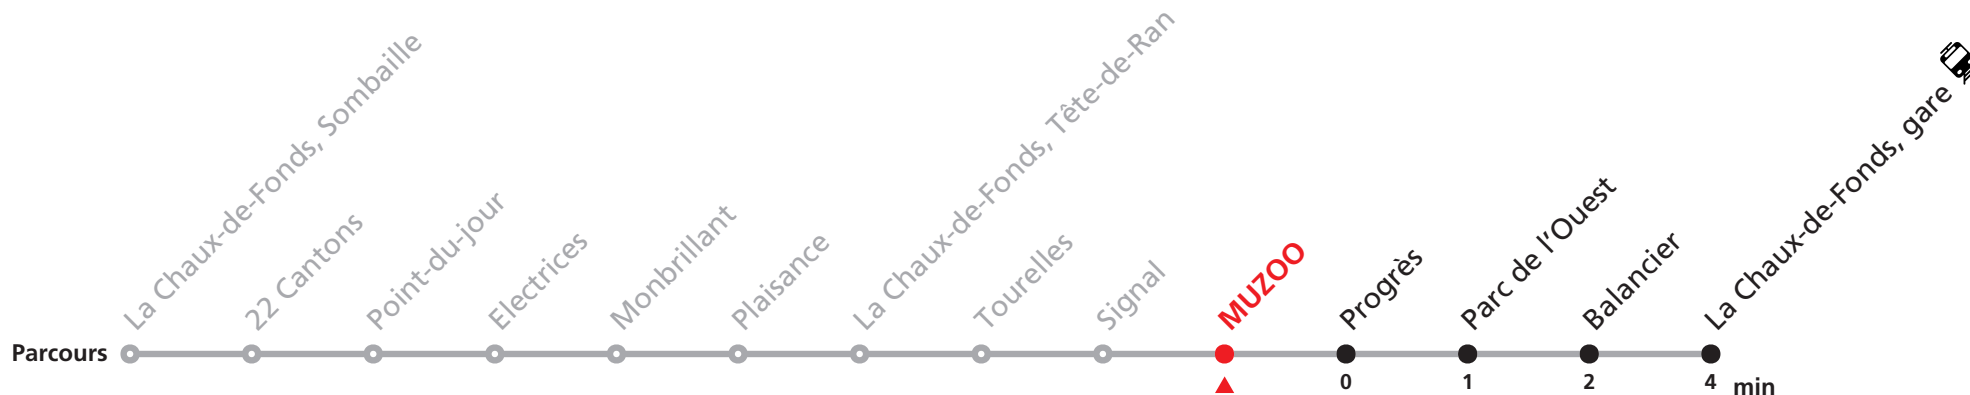 La Chaux-de-Fonds, Sombaille
22 Cantons
Point-du-jour
Electrices
Monbrillant
Plaisance
La Chaux-de-Fonds, Tête-de-Ran
Tourelles
Signal
MUZOO
Progrès
Parc de l'Ouest
Balancier
La Chaux-de-Fonds, gare
Parcours
0 1 2 4 min